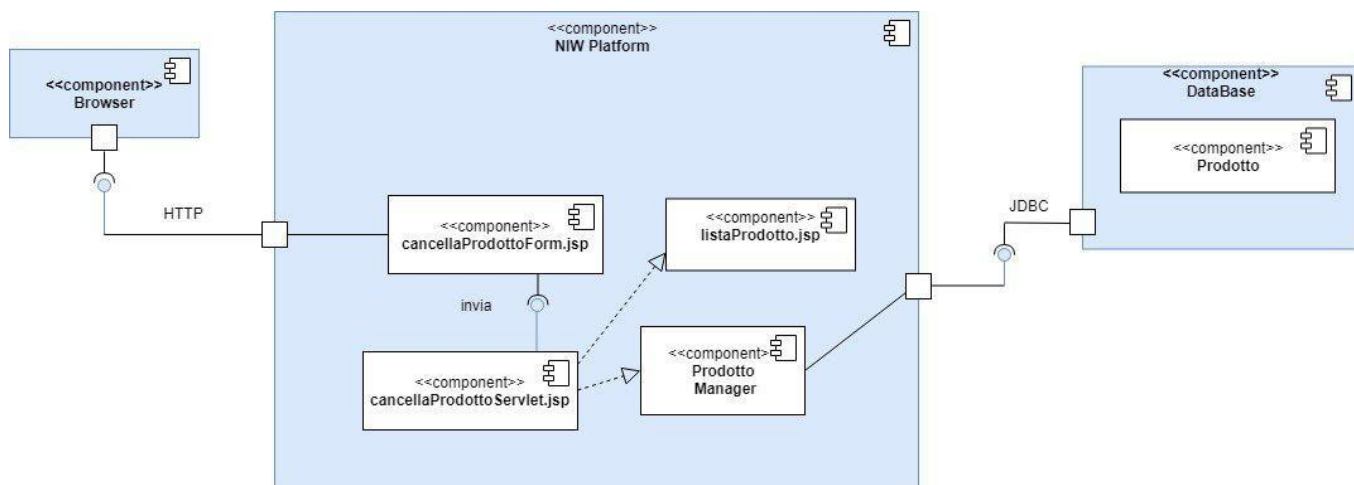 <<component>>
NIW Platform
<<component>>
Browser
<<component>>
DataBase
<<component>>
Prodotto
HTTP
<<component>>
cancellaProdottoForm.jsp
<<component>>
listaProdotto.jsp
JDBC
invia
<<component>>
cancellaProdottoServlet.jsp
<<component>
Prodotto
Manager